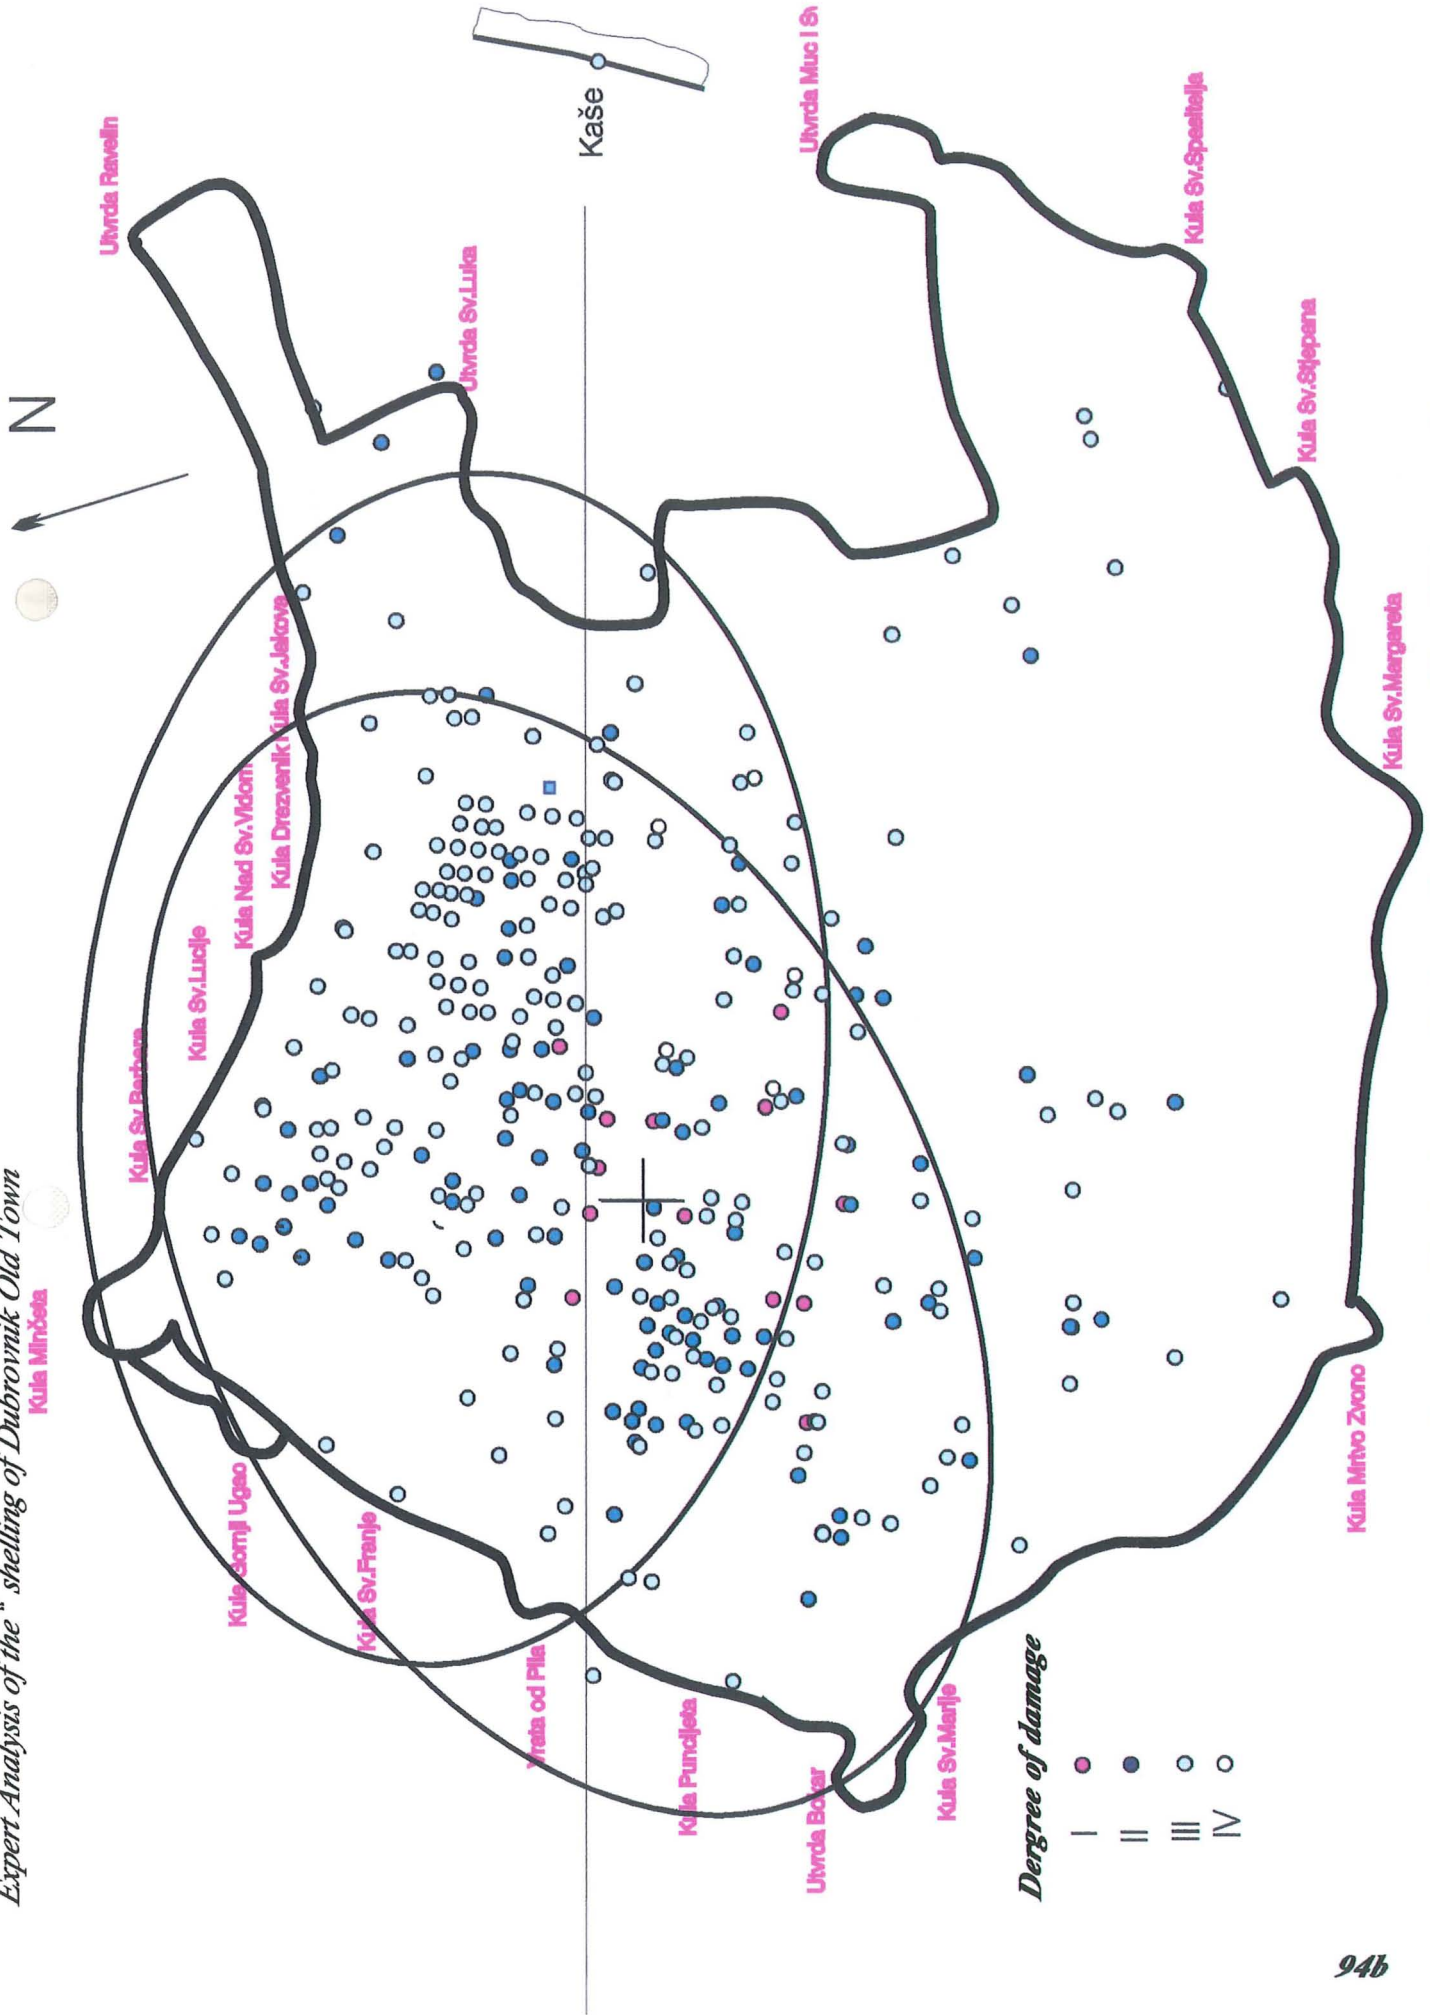 Expert Analysis of the " shelling of Dubrovnik Old Town
N
Kaše
Utvrda Ravelin
Utvrda Sv.Luka
Utvrda Muc I S
Kula Sv.Spasitelja
Kula Sv.Stjepana
Kula Sv.Margareta
Kula Mrtvo Zvono
Kula Sv.Jakova
Kula Drezvenik
Kula Nad Sv.Vidom
Kula Sv.Lucije
Kula Sv.Barbara
Kula Minčeta
Kula Gornji Ugao
Kula Sv.Franje
Vrata od Pila
Kula Puncijeta
Utvrda Bokar
Kula Sv.Marije
Dergree of damage
I
II
III
IV
94b